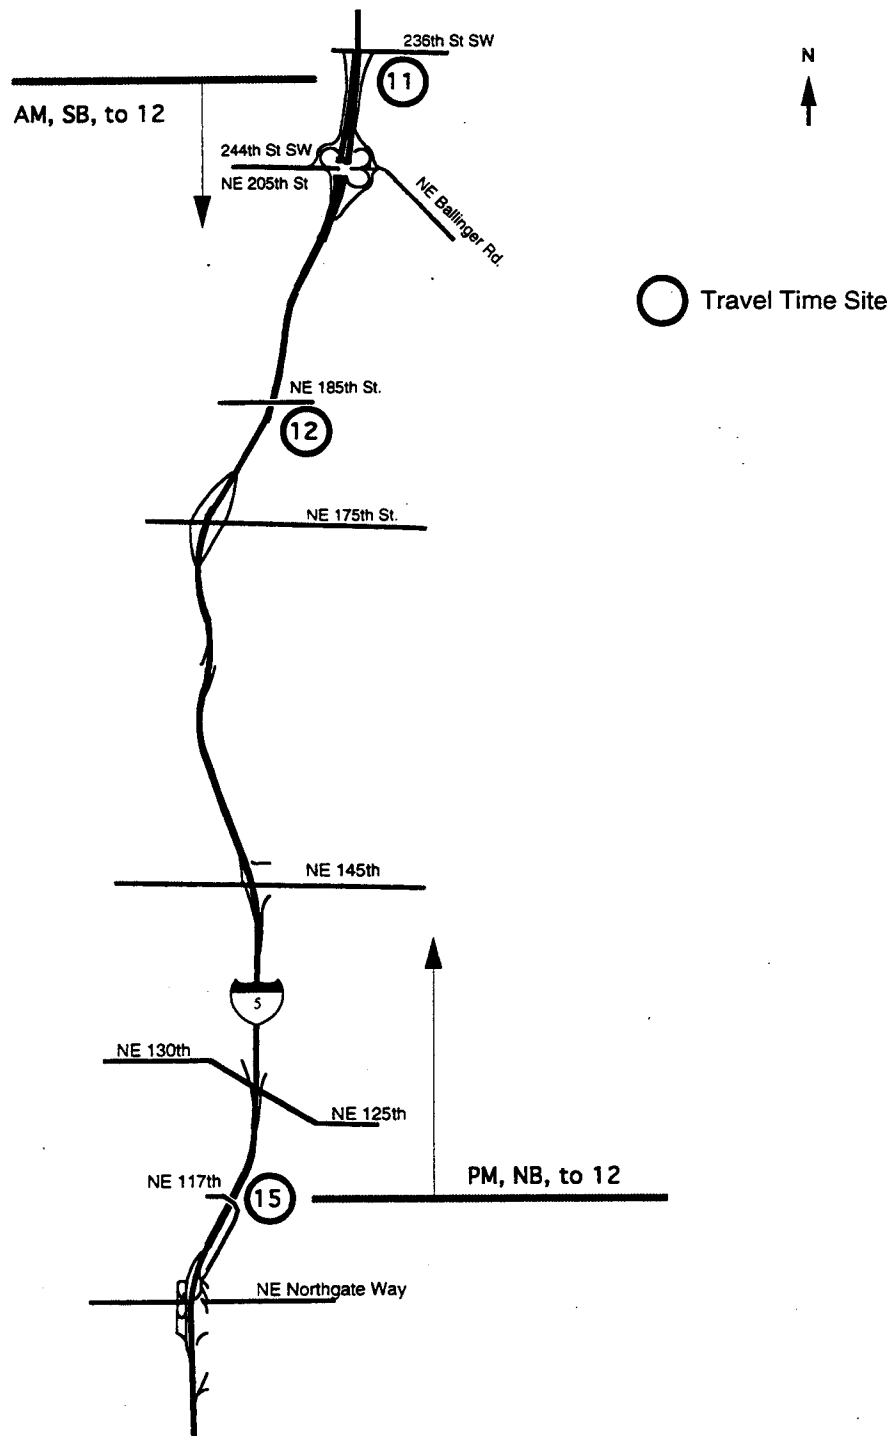 236th St SW
N
11
AM, SB, to 12
244th St SW
NE 205th St
NE Ballinger Rd.
Travel Time Site
NE 185th St.
12
NE 175th St.
NE 145th
5
NE 130th
NE 125th
NE 117th
15
PM, NB, to 12
NE Northgate Way